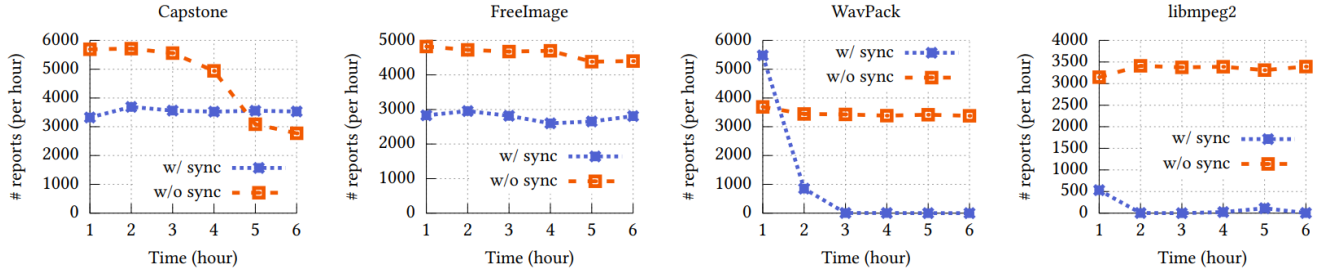 Capstone
# reports (per hour)
6000
5000
4000
3000
2000
1000
0
w/ sync
w/o sync
1 2 3 4 5 6
Time (hour)
FreeImage
# reports (per hour)
5000
4000
3000
2000
1000
0
w/ sync
w/o sync
1 2 3 4 5 6
Time (hour)
WavPack
# reports (per hour)
6000
5000
4000
3000
2000
1000
0
w/ sync
w/o sync
1 2 3 4 5 6
Time (hour)
libmpeg2
# reports (per hour)
4000
3500
3000
2500
2000
1500
1000
500
0
w/ sync
w/o sync
1 2 3 4 5 6
Time (hour)